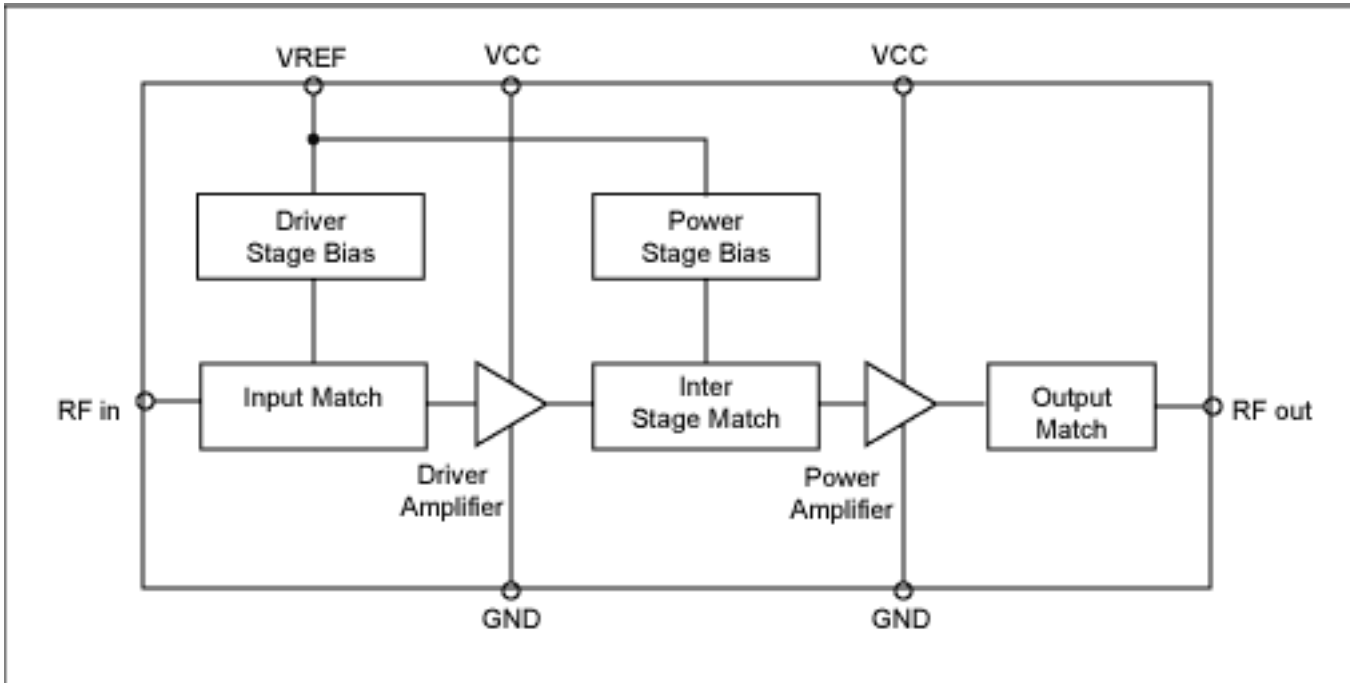 VREF
VCC
VCC
Driver
Stage Bias
Power
Stage Bias
RF in
Input Match
Inter
Stage Match
Output
Match
RF out
Driver
Amplifier
Power
Amplifier
GND
GND